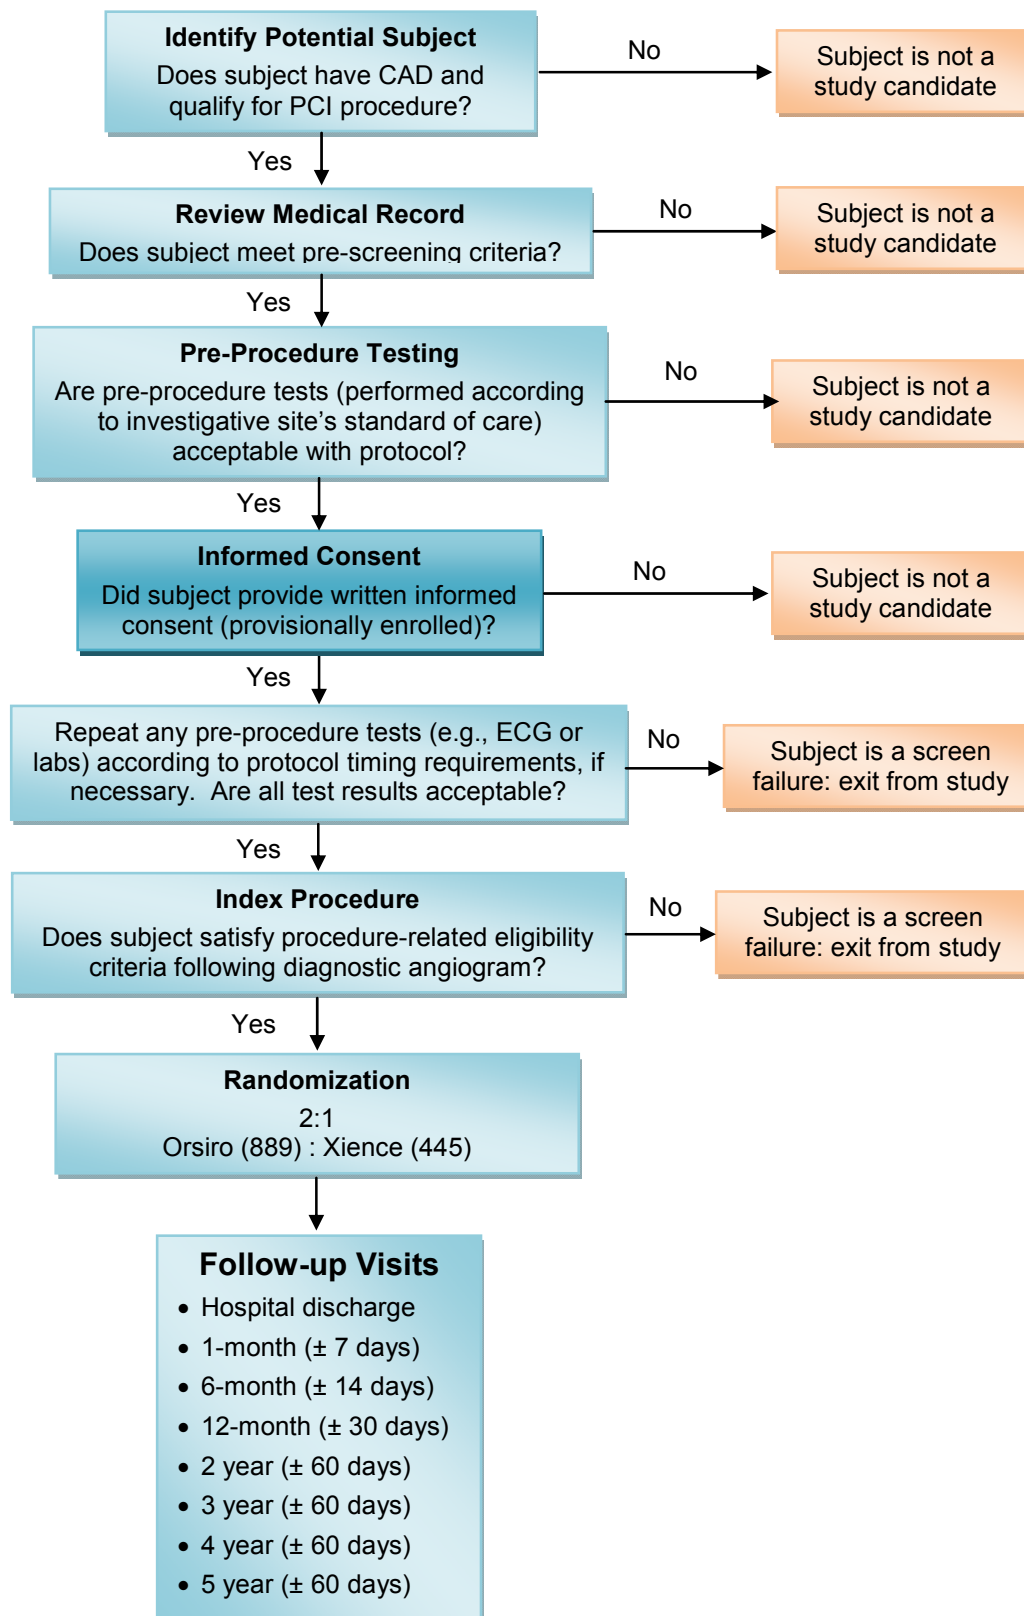 Identify Potential Subject
Does subject have CAD and
qualify for PCI procedure?
No
Subject is not a
study candidate
Yes
Review Medical Record
Does subject meet pre-screening criteria?
No
Subject is not a
study candidate
Yes
Pre-Procedure Testing
Are pre-procedure tests (performed according
to investigative site's standard of care)
acceptable with protocol?
No
Subject is not a
study candidate
Yes
Informed Consent
Did subject provide written informed
consent (provisionally enrolled)?
No
Subject is not a
study candidate
Yes
Repeat any pre-procedure tests (e.g., ECG or
labs) according to protocol timing requirements, if
necessary.  Are all test results acceptable?
No
Subject is a screen
failure: exit from study
Yes
Index Procedure
Does subject satisfy procedure-related eligibility
criteria following diagnostic angiogram?
No
Subject is a screen
failure: exit from study
Yes
Randomization
2:1
Orsiro (889) : Xience (445)
Follow-up Visits
• Hospital discharge
• 1-month (± 7 days)
• 6-month (± 14 days)
• 12-month (± 30 days)
• 2 year (± 60 days)
• 3 year (± 60 days)
• 4 year (± 60 days)
• 5 year (± 60 days)